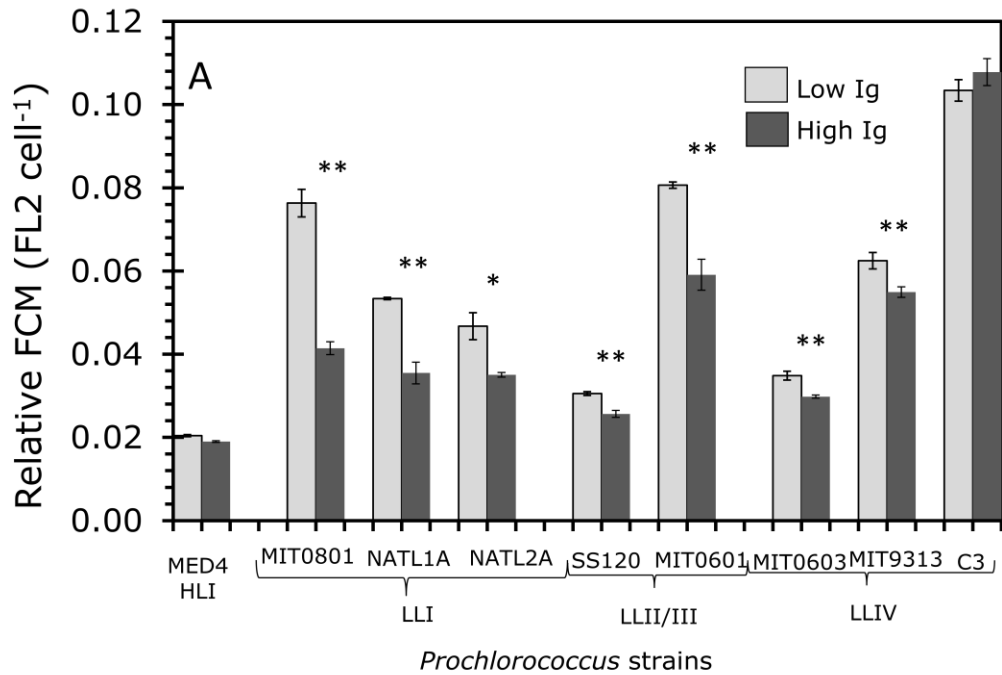 A
Low Ig
High Ig
Relative FCM (FL2 cell-1)
0.12
0.10
0.08
0.06
0.04
0.02
0.00
**
**
*
**
**
**
**
MED4 MIT0801 NATL1A NATL2A SS120 MIT0601 MIT0603 MIT9313 C3
HLI
LLI LLII/III LLIV
Prochlorococcus strains